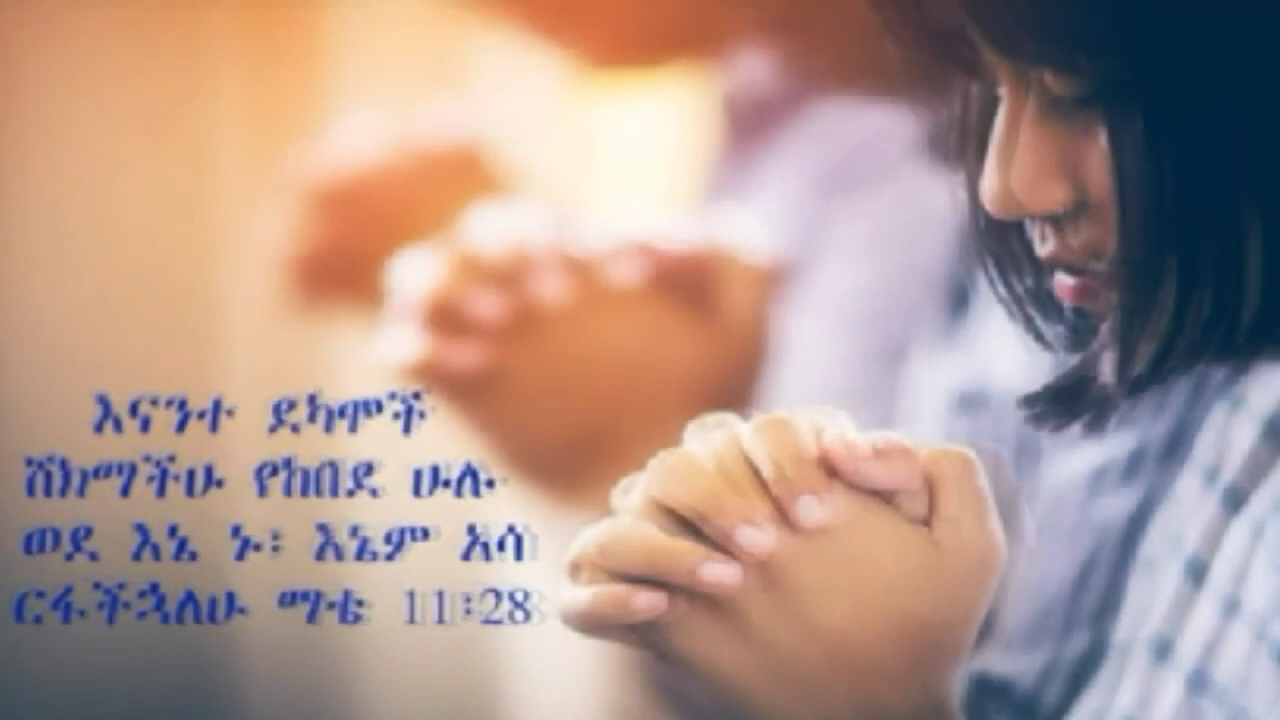 እናንተ ደካሞች
ሸክማችሁ የከበደ ሁሉ
ወደ እኔ ኑ፡ እኔም አሳ
ርፋችኋለሁ ማቴ 11፡28